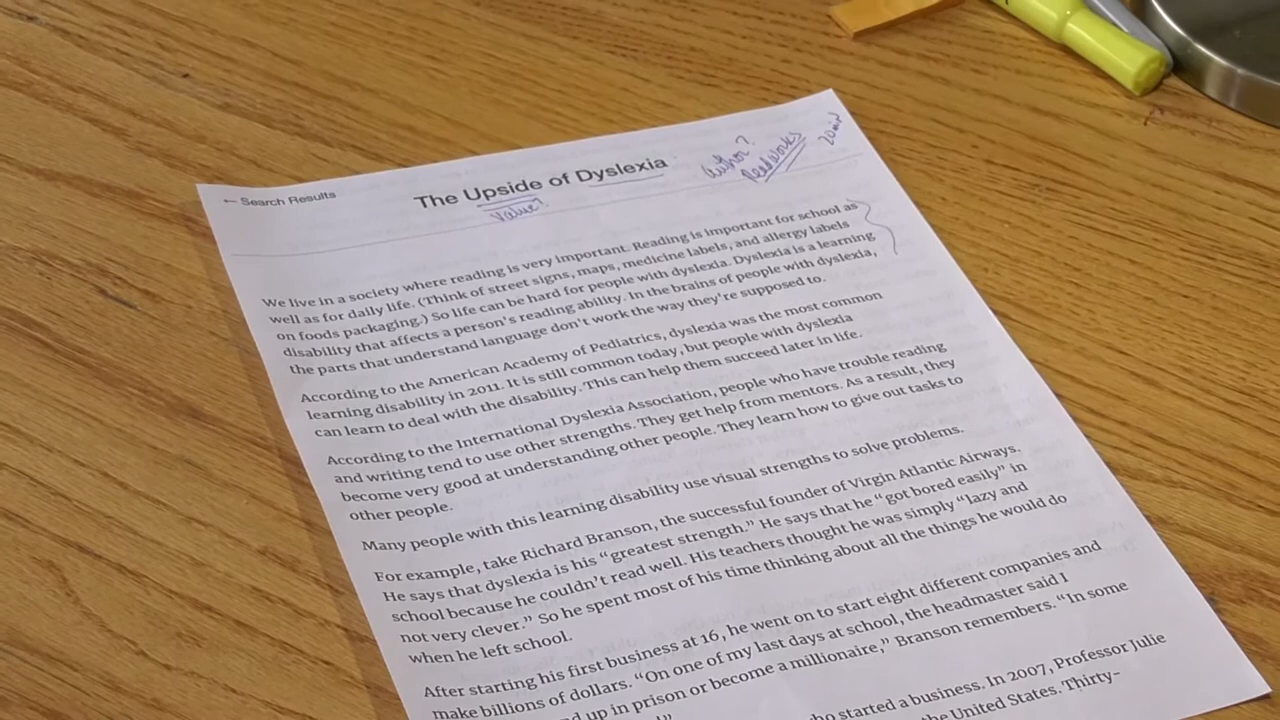 ← Search Results
The Upside of Dyslexia
Value?
Author?
ReadWorks
20 min
We live in a society where reading is very important. Reading is important for school as
well as for daily life. (Think of street signs, maps, medicine labels, and allergy labels
on foods packaging.) So life can be hard for people with dyslexia. Dyslexia is a learning
disability that affects a person's reading ability. In the brains of people with dyslexia,
the parts that understand language don't work the way they're supposed to.
According to the American Academy of Pediatrics, dyslexia was the most common
learning disability in 2011. It is still common today, but people with dyslexia
can learn to deal with the disability. This can help them succeed later in life.
According to the International Dyslexia Association, people who have trouble reading
and writing tend to use other strengths. They get help from mentors. As a result, they
become very good at understanding other people. They learn how to give out tasks to
other people.
Many people with this learning disability use visual strengths to solve problems.
For example, take Richard Branson, the successful founder of Virgin Atlantic Airways.
He says that dyslexia is his "greatest strength." He says that he "got bored easily" in
school because he couldn't read well. His teachers thought he was simply "lazy and
not very clever." So he spent most of his time thinking about all the things he would do
when he left school.
After starting his first business at 16, he went on to start eight different companies and
make billions of dollars. "On one of my last days at school, the headmaster said I
d up in prison or become a millionaire," Branson remembers. "In some
ho started a business. In 2007, Professor Julie
the United States. Thirty-